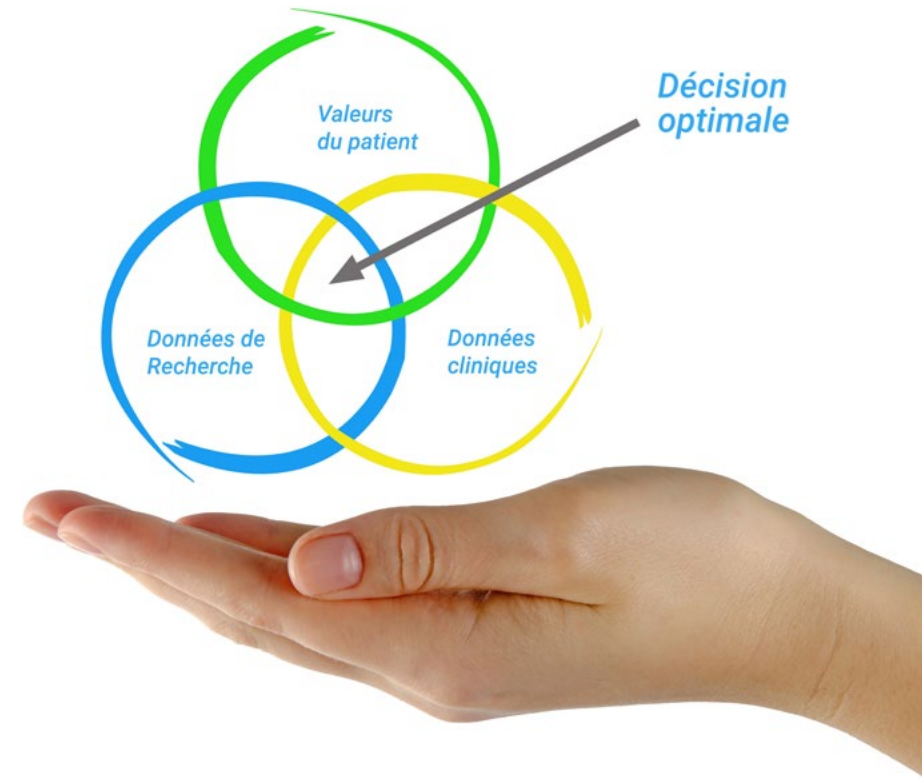 Décision
optimale
Valeurs
du patient
Données de
Recherche
Données
cliniques